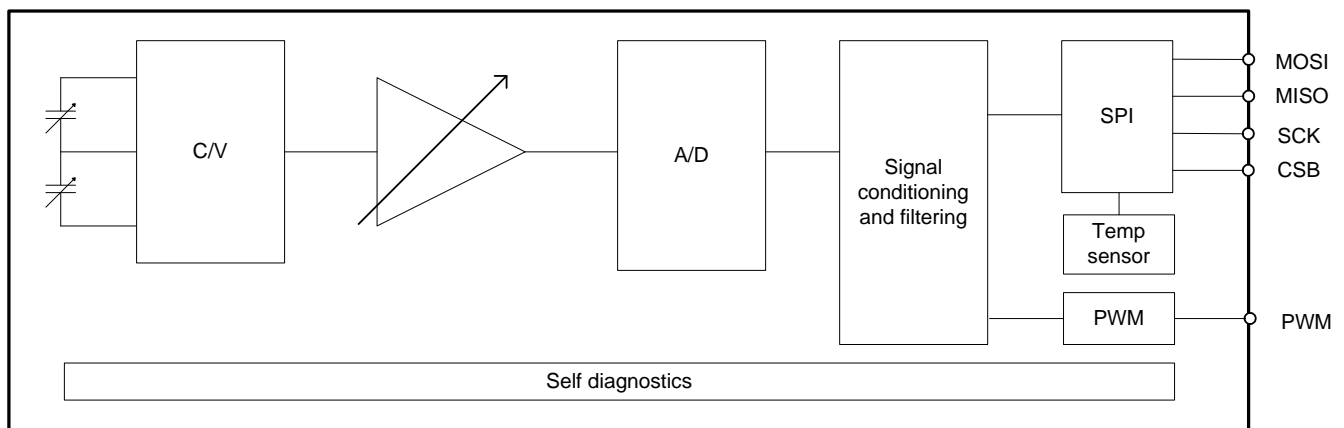 C/V
A/D
Signal
conditioning
and filtering
SPI
MOSI
MISO
SCK
CSB
Temp
sensor
PWM
PWM
Self diagnostics